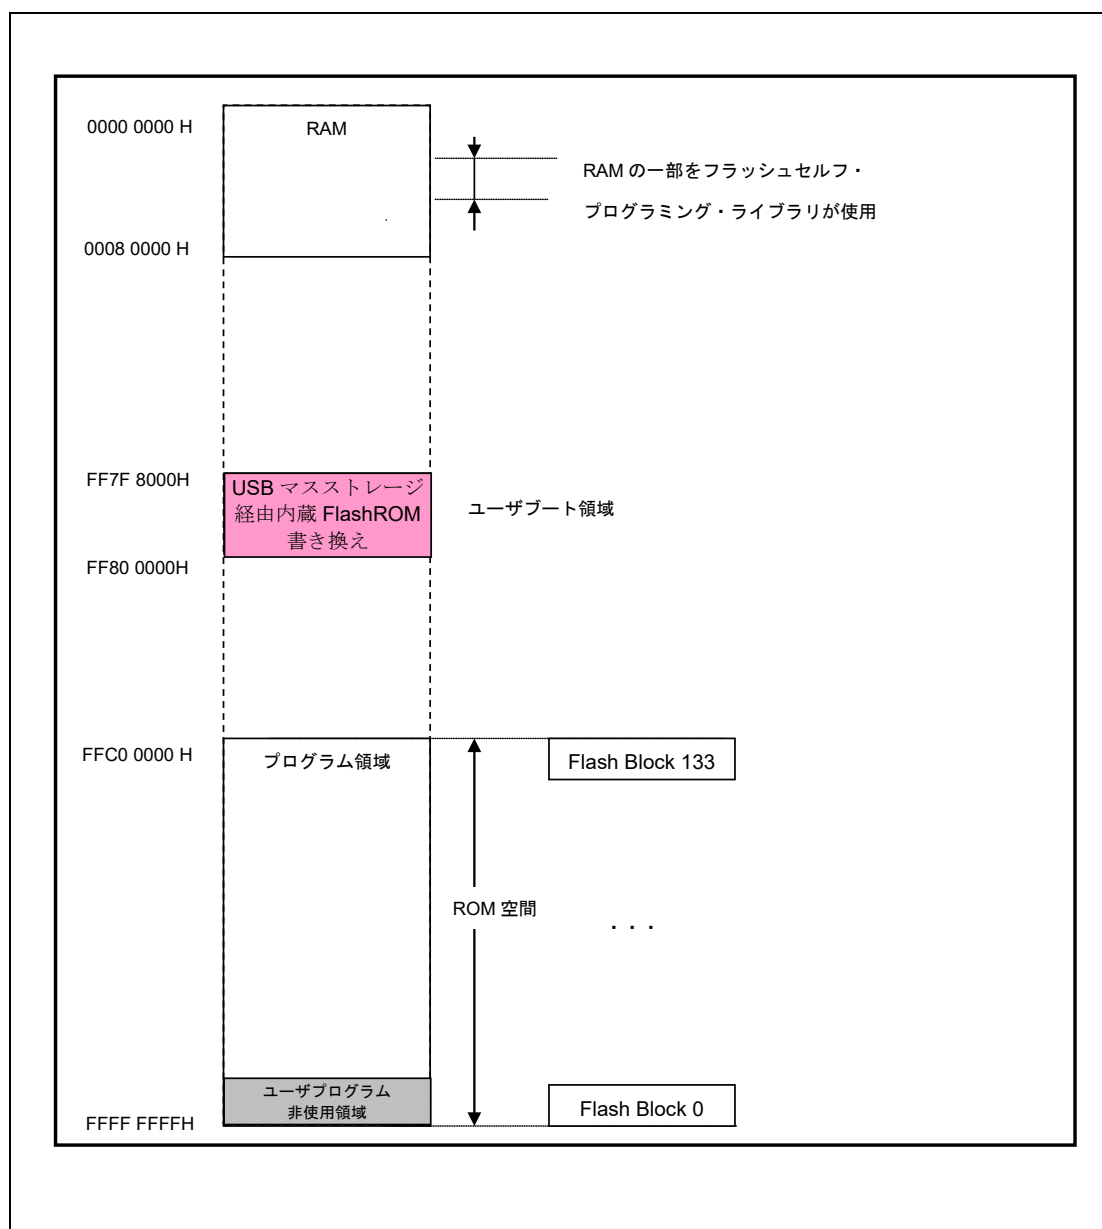 0000 0000 H
RAM
RAM の一部をフラッシュセルフ・
プログラミング・ライブラリが使用
0008 0000 H
FF7F 8000H
USB マスストレージ
経由内蔵 FlashROM
書き換え
ユーザブート領域
FF80 0000H
FFC0 0000 H
プログラム領域
Flash Block 133
ROM 空間
・・・
ユーザプログラム
非使用領域
Flash Block 0
FFFF FFFFH